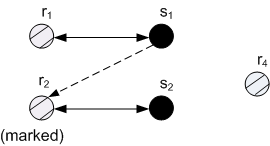 r₁ s₁
r₄
r₂ s₂
(marked)